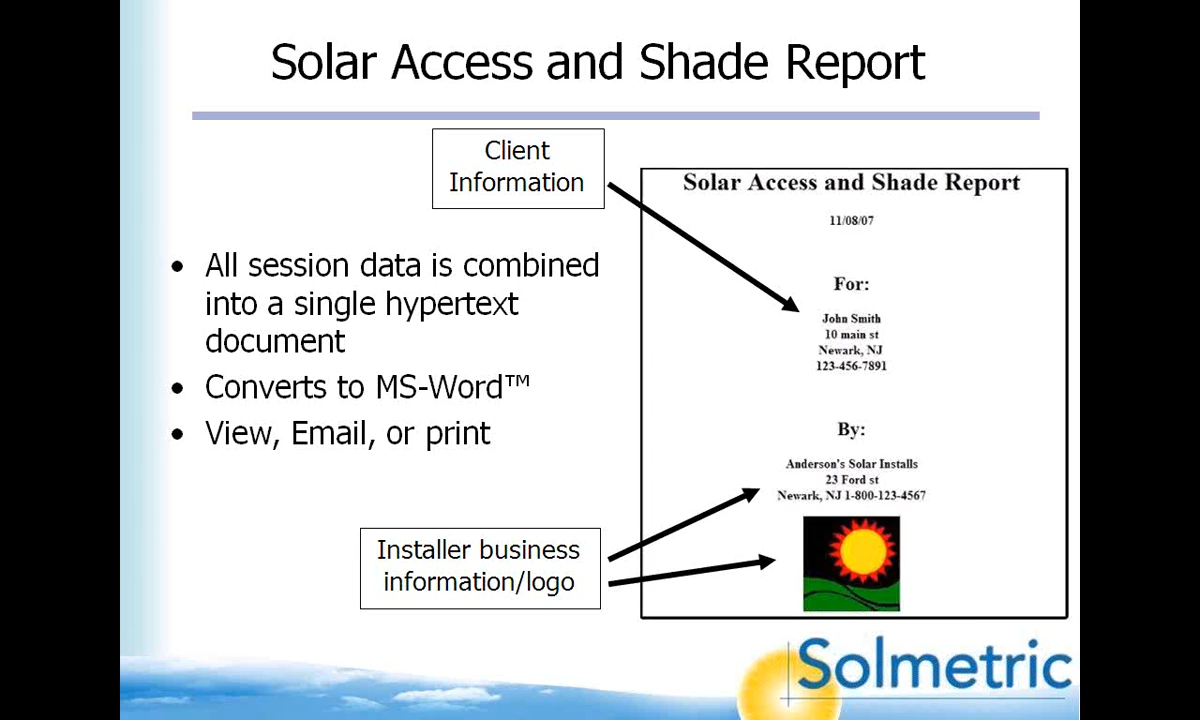 Solar Access and Shade Report
Client
Information
• All session data is combined
into a single hypertext
document
• Converts to MS-Word™
• View, Email, or print
Installer business
information/logo
Solar Access and Shade Report
11/08/07
For:
John Smith
10 main st
Newark, NJ
123-456-7891
By:
Anderson's Solar Installs
23 Ford st
Newark, NJ 1-800-123-4567
Solmetric